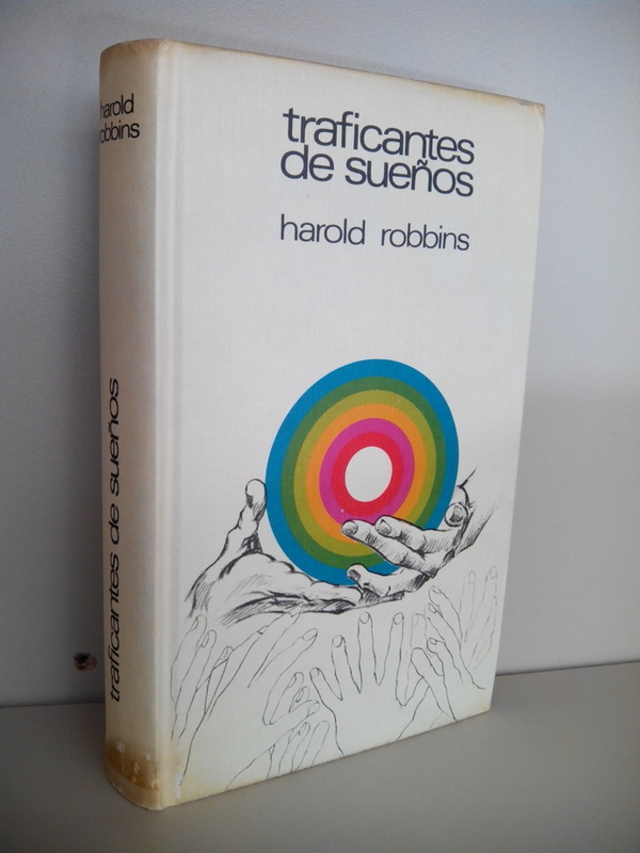 harold
robbins
traficantes de sueños
traficantes
de sueños
harold robbins